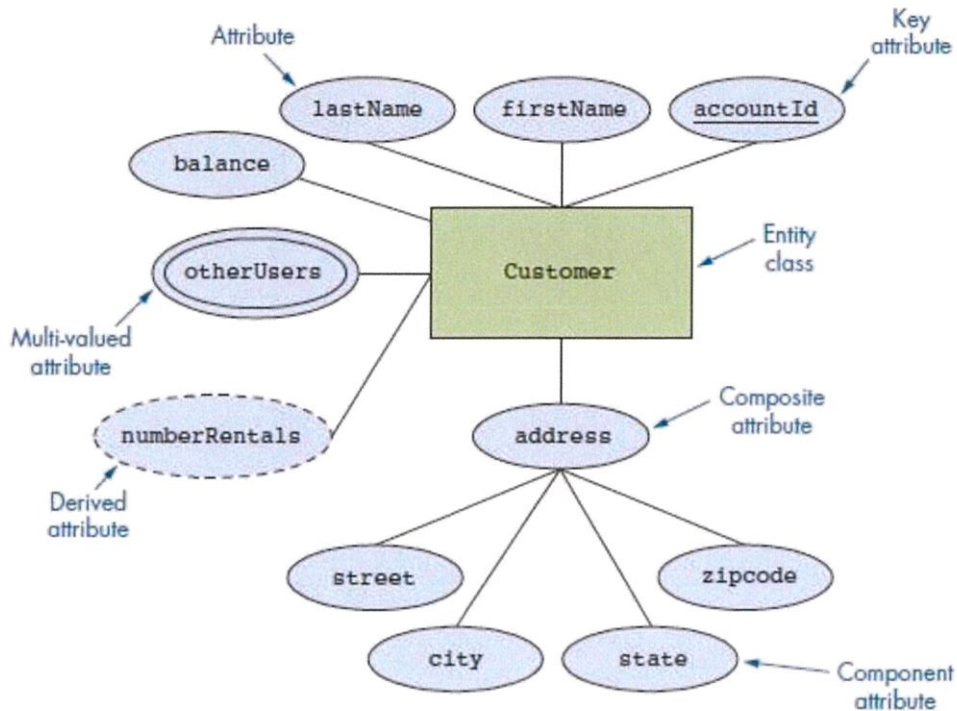 Attribute
Key
attribute
lastName
firstName
accountId
balance
otherUsers
Customer
Entity
class
Multi-valued
attribute
numberRentals
address
Composite
attribute
Derived
attribute
street
zipcode
city
state
Component
attribute